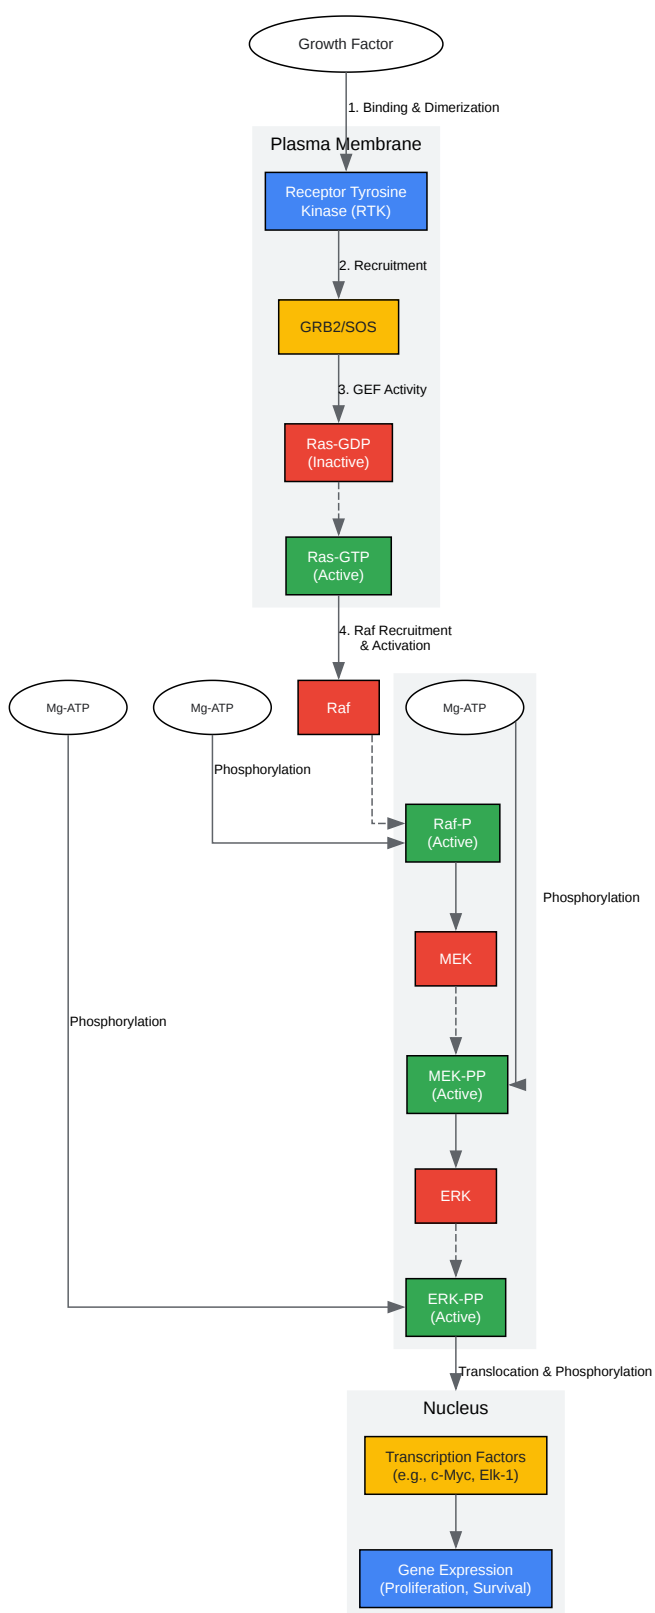 Growth Factor
1. Binding & Dimerization
Plasma Membrane
Receptor Tyrosine
Kinase (RTK)
2. Recruitment
GRB2/SOS
3. GEF Activity
Ras-GDP
(Inactive)
Ras-GTP
(Active)
4. Raf Recruitment
& Activation
Mg-ATP
Mg-ATP
Raf
Mg-ATP
Phosphorylation
Raf-P
(Active)
Phosphorylation
MEK
Phosphorylation
MEK-PP
(Active)
ERK
ERK-PP
(Active)
Translocation & Phosphorylation
Nucleus
Transcription Factors
(e.g., c-Myc, Elk-1)
Gene Expression
(Proliferation, Survival)